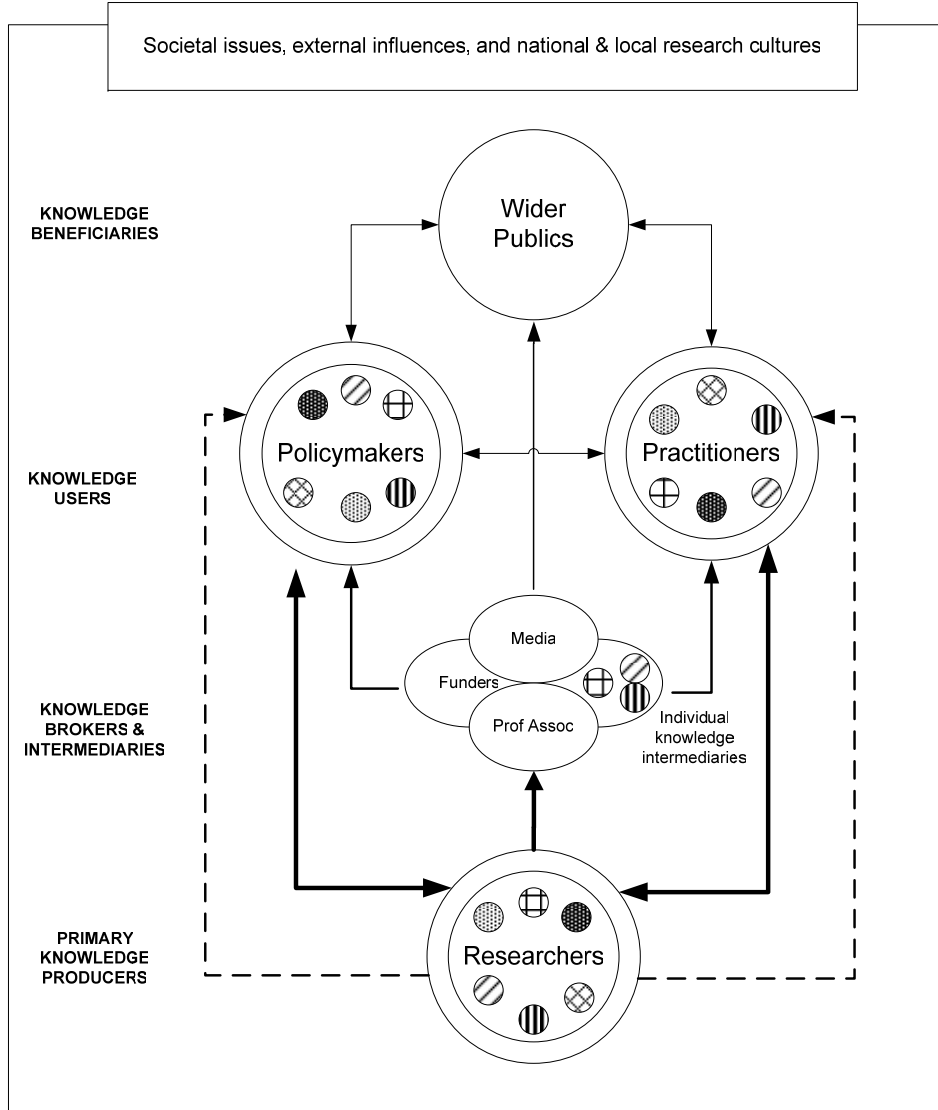 Societal issues, external influences, and national & local research cultures
KNOWLEDGE
BENEFICIARIES
Wider
Publics
KNOWLEDGE
USERS
Policymakers
Practitioners
KNOWLEDGE
BROKERS &
INTERMEDIARIES
Media
Funders
Prof Assoc
Individual
knowledge
intermediaries
PRIMARY
KNOWLEDGE
PRODUCERS
Researchers